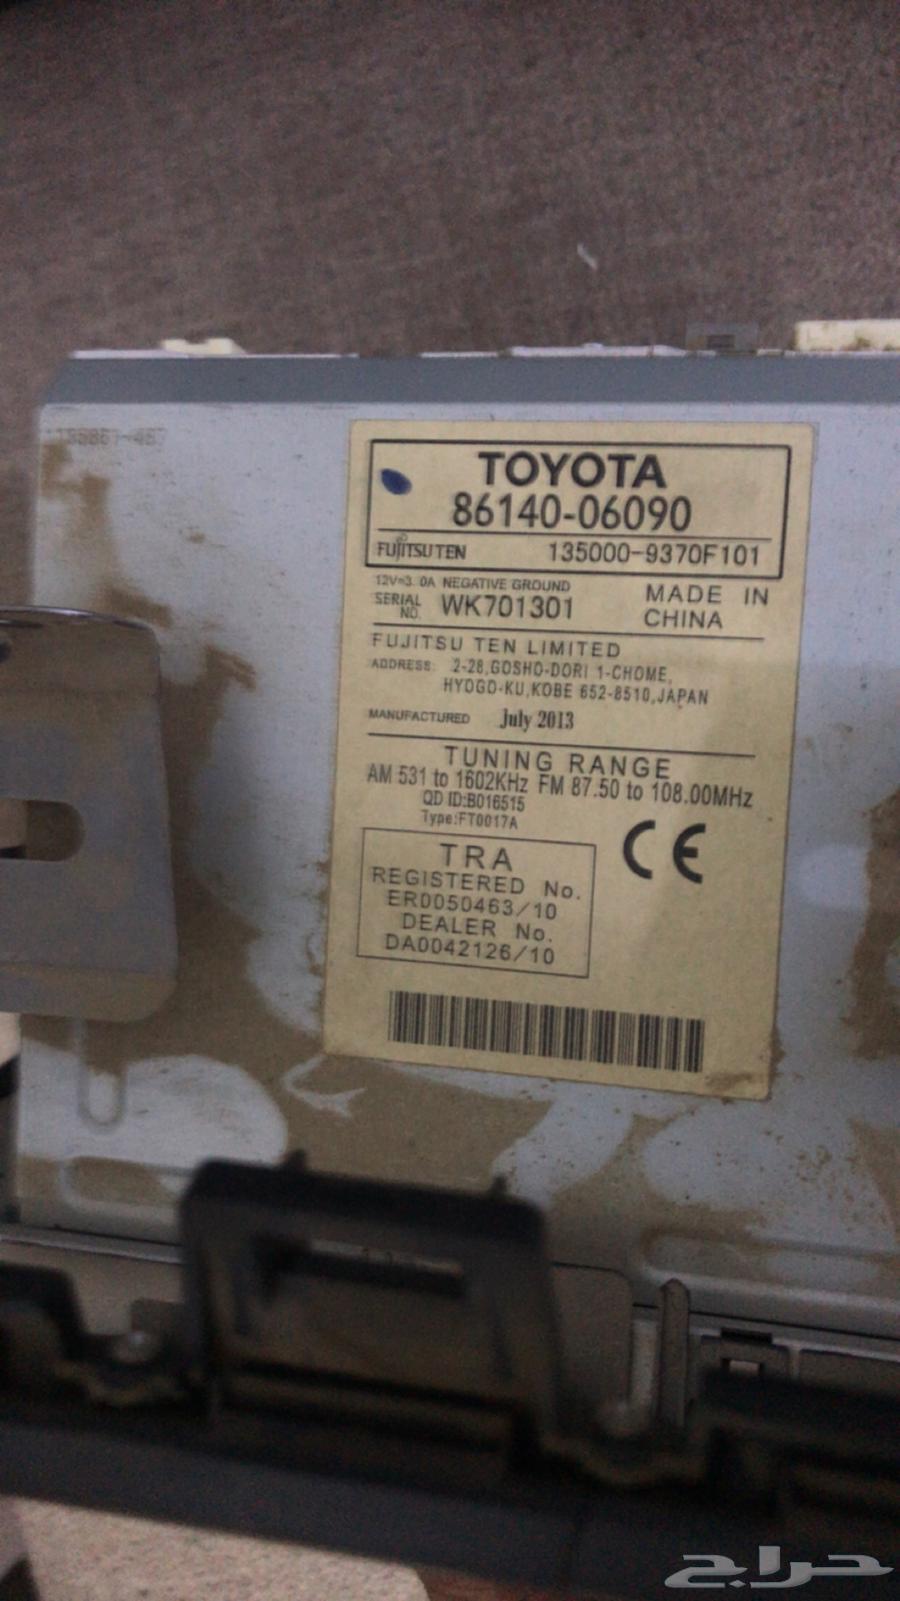 TOYOTA
86140-06090
FUJITSU TEN 135000-9370F101
12V=3.0A NEGATIVE GROUND
SERIAL NO. WK701301
MADE IN
CHINA
FUJITSU TEN LIMITED
ADDRESS: 2-28,GOSHO-DORI 1-CHOME,
HYOGO-KU,KOBE 652-8510,JAPAN
MANUFACTURED July 2013
TUNING RANGE
AM 531 to 1602KHz FM 87.50 to 108.00MHz
QD ID:B016515
Type:FT0017A
CE
TRA
REGISTERED No.
ER0050463/10
DEALER No.
DA0042126/10
حراج